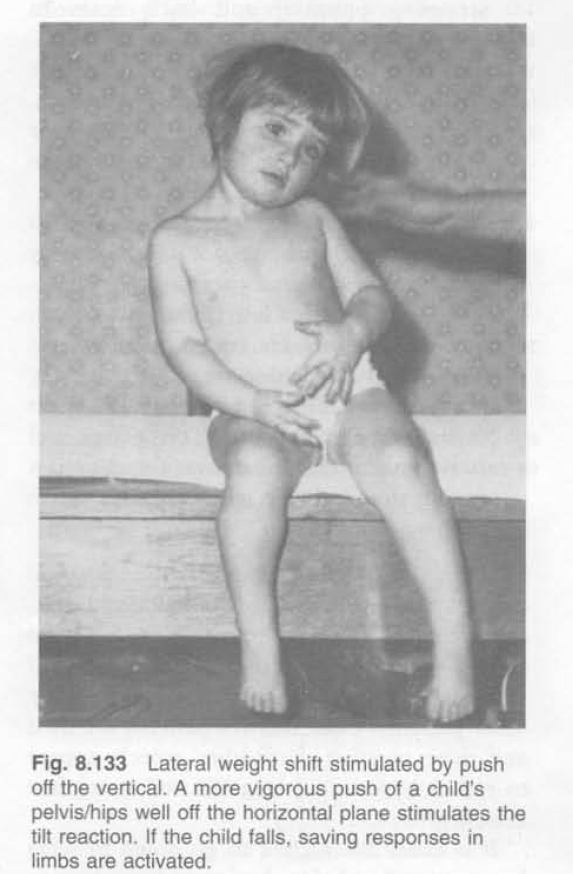 Fig. 8.133 Lateral weight shift stimulated by push
off the vertical. A more vigorous push of a child's
pelvis/hips well off the horizontal plane stimulates the
tilt reaction. If the child falls, saving responses in
limbs are activated.